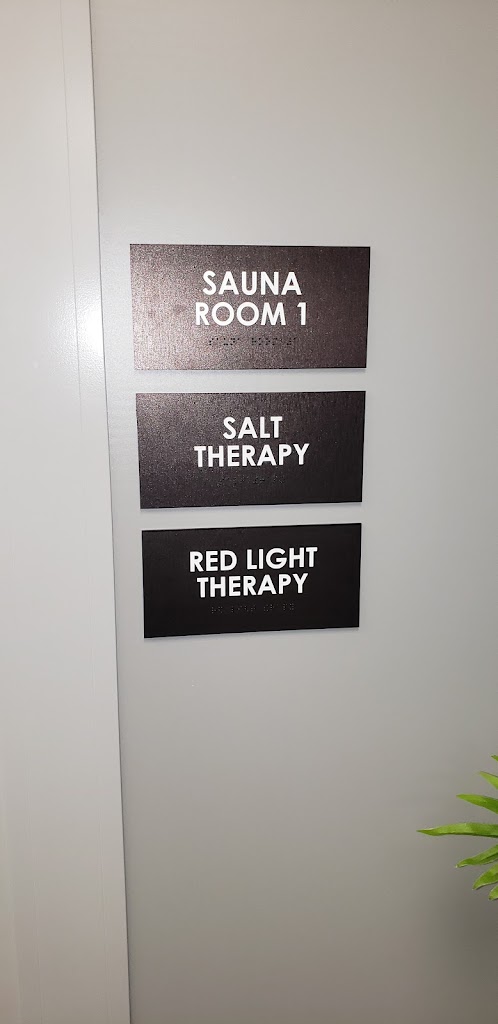 SAUNA
ROOM 1
SALT
THERAPY
RED LIGHT
THERAPY